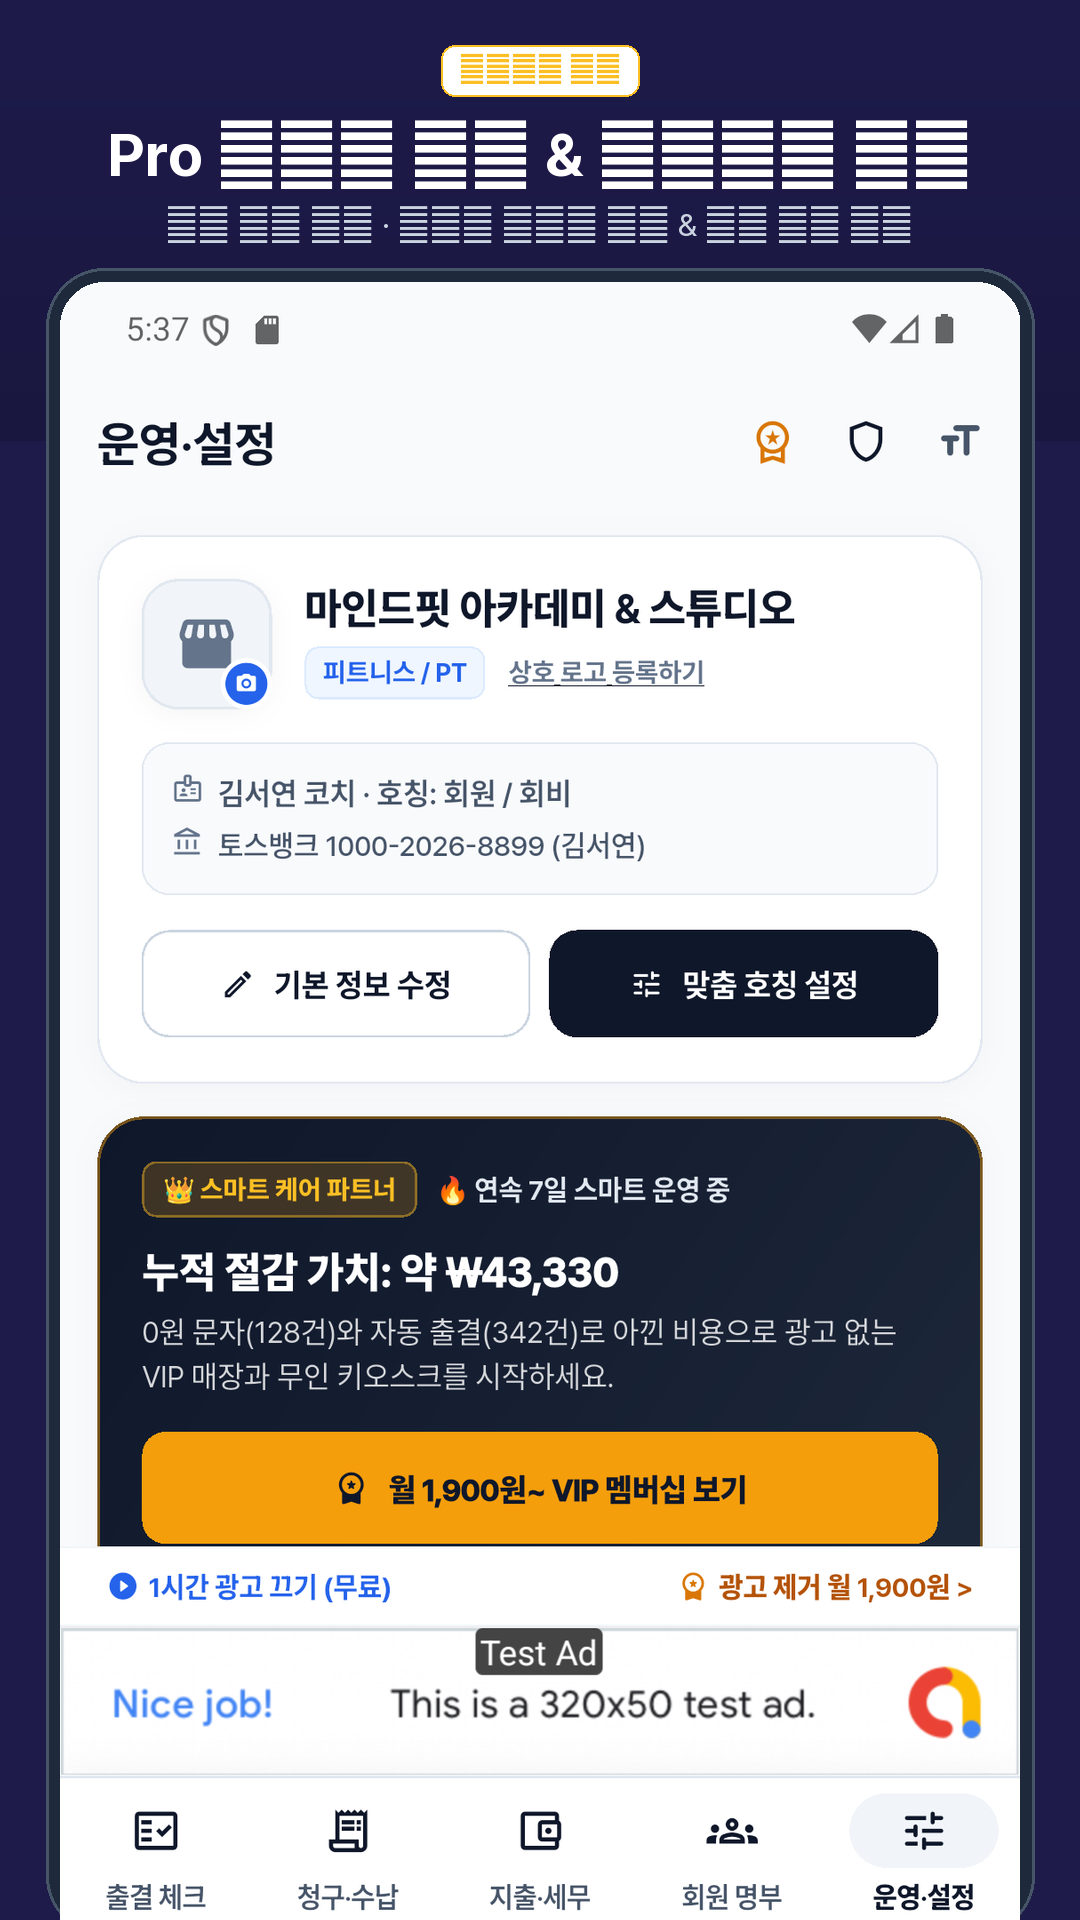 Pro &
· &
5:37
운영·설정
마인드핏 아카데미 & 스튜디오
피트니스 / PT 상호 로고 등록하기
김서연 코치 · 호칭: 회원 / 회비
토스뱅크 1000-2026-8899 (김서연)
기본 정보 수정 맞춤 호칭 설정
👑 스마트 케어 파트너 🔥 연속 7일 스마트 운영 중
누적 절감 가치: 약 ₩43,330
0원 문자(128건)와 자동 출결(342건)로 아낀 비용으로 광고 없는
VIP 매장과 무인 키오스크를 시작하세요.
월 1,900원~ VIP 멤버십 보기
1시간 광고 끄기 (무료) 광고 제거 월 1,900원 >
Test Ad
Nice job! This is a 320x50 test ad.
출결 체크 청구·수납 지출·세무 회원 명부 운영·설정